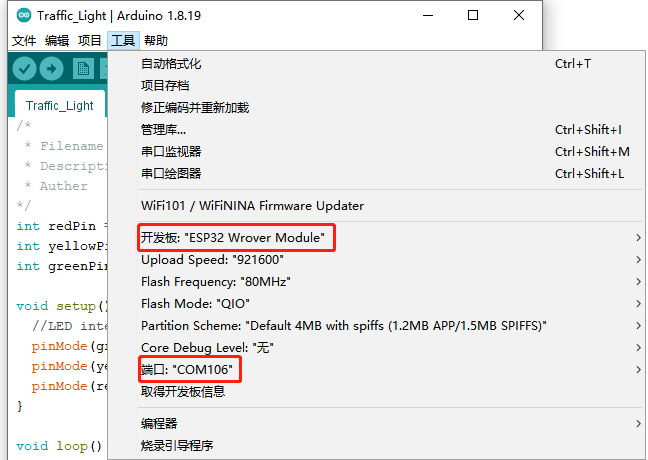 Traffic_Light | Arduino 1.8.19
文件 编辑 项目 工具 帮助
自动格式化 Ctrl+T
项目存档
修正编码并重新加载
管理库... Ctrl+Shift+I
串口监视器 Ctrl+Shift+M
串口绘图器 Ctrl+Shift+L
WiFi101 / WiFiNINA Firmware Updater
开发板: "ESP32 Wrover Module"
Upload Speed: "921600"
Flash Frequency: "80MHz"
Flash Mode: "QIO"
Partition Scheme: "Default 4MB with spiffs (1.2MB APP/1.5MB SPIFFS)"
Core Debug Level: "无"
端口: "COM106"
取得开发板信息
编程器
烧录引导程序
Traffic_Light
/*
* Filename
* Descripti
* Auther
*/
int redPin
int yellowPi
int greenPin
void setup()
//LED inte
pinMode(gr
pinMode(ye
pinMode(re
}
void loop()